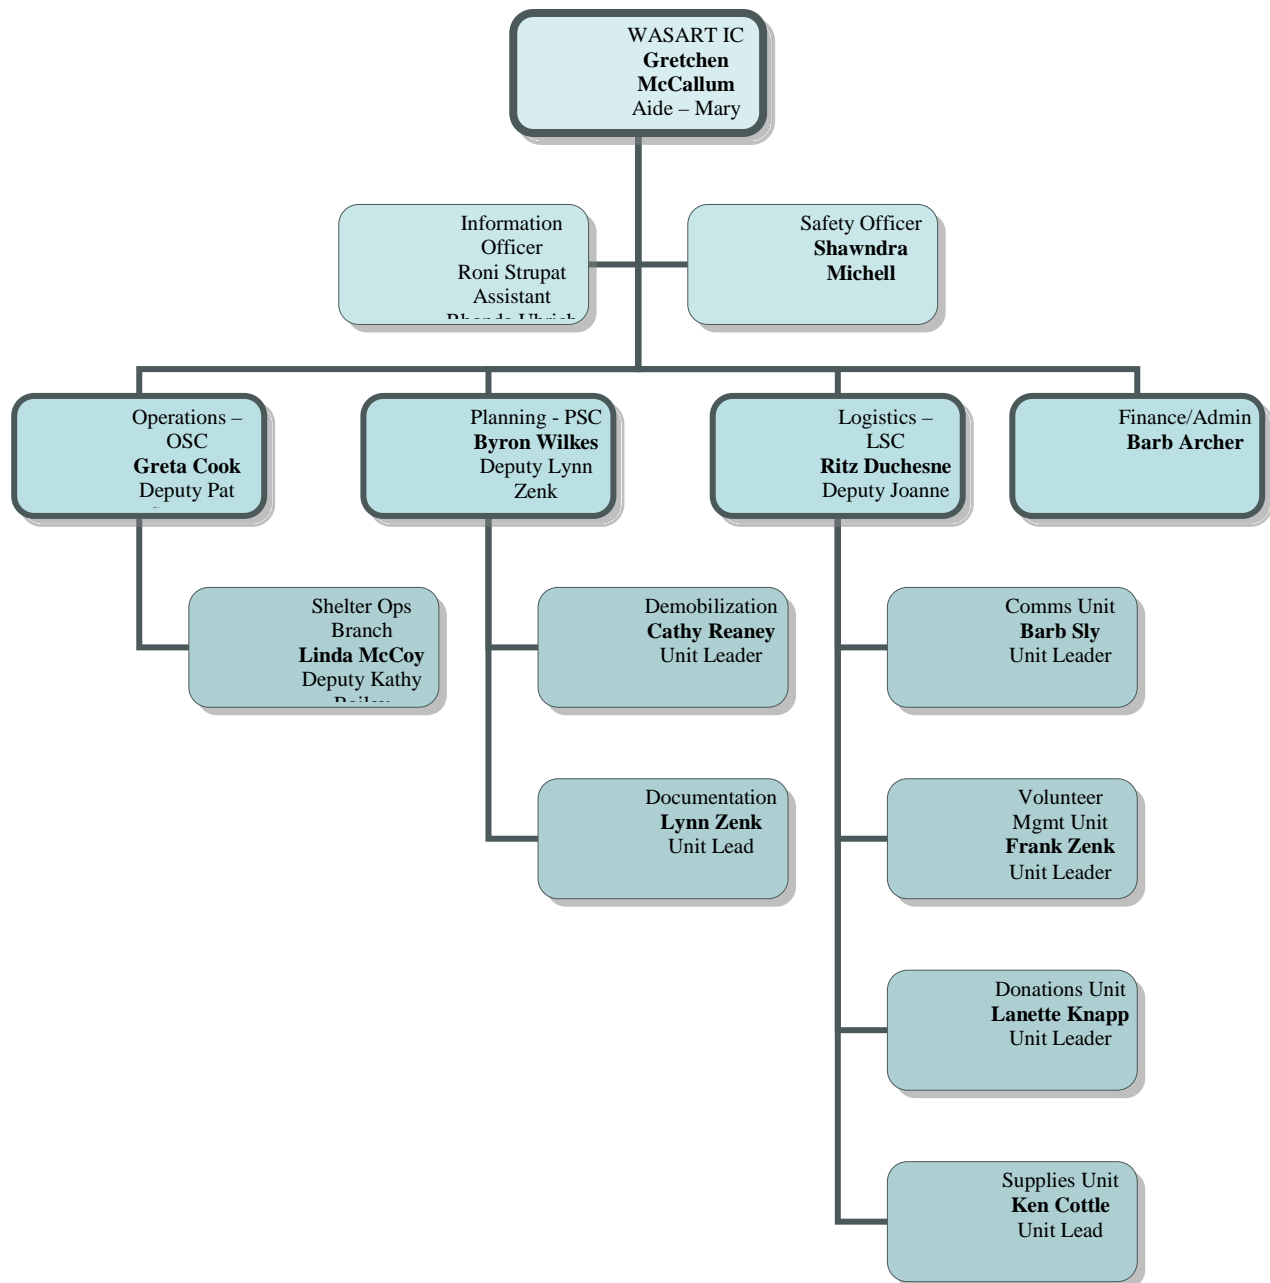 WASART IC
Gretchen
McCallum
Aide – Mary
Information
Officer
Roni Strupat
Assistant
Safety Officer
Shawndra
Michell
Operations –
OSC
Greta Cook
Deputy Pat
Planning - PSC
Byron Wilkes
Deputy Lynn
Zenk
Logistics –
LSC
Ritz Duchesne
Deputy Joanne
Finance/Admin
Barb Archer
Shelter Ops
Branch
Linda McCoy
Deputy Kathy
Demobilization
Cathy Reaney
Unit Leader
Comms Unit
Barb Sly
Unit Leader
Documentation
Lynn Zenk
Unit Lead
Volunteer
Mgmt Unit
Frank Zenk
Unit Leader
Donations Unit
Lanette Knapp
Unit Leader
Supplies Unit
Ken Cottle
Unit Lead